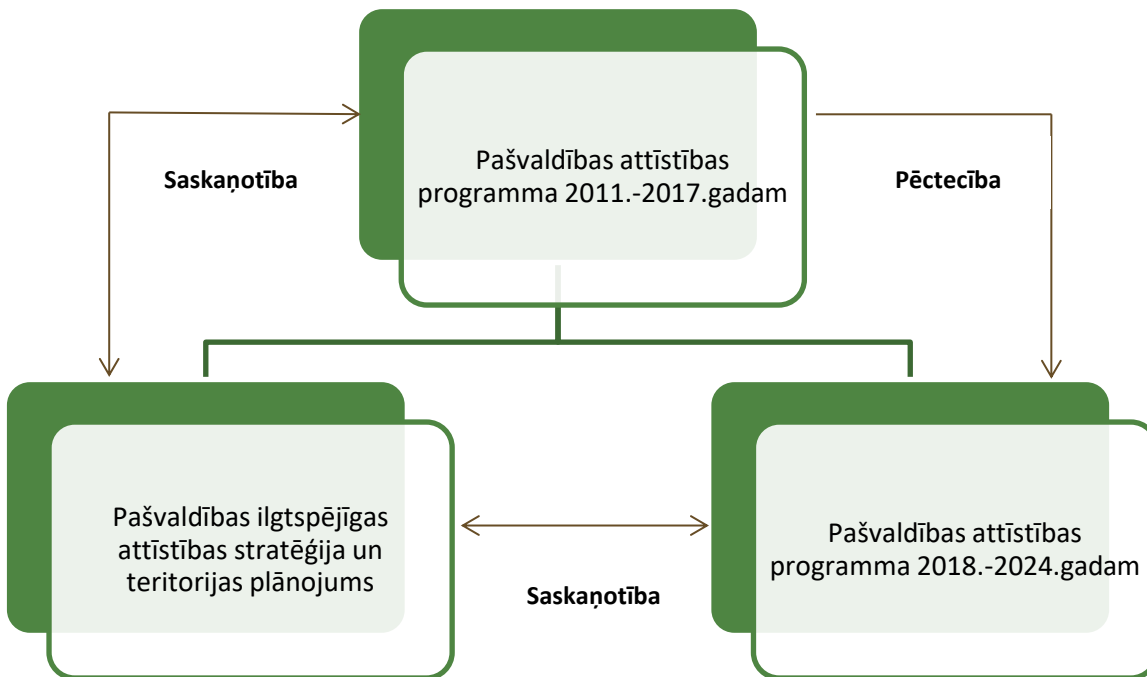 Pašvaldības attīstības
programma 2011.-2017.gadam
Saskaņotība
Pēctecība
Pašvaldības ilgtspējīgas
attīstības stratēģija un
teritorijas plānojums
Pašvaldības attīstības
programma 2018.-2024.gadam
Saskaņotība